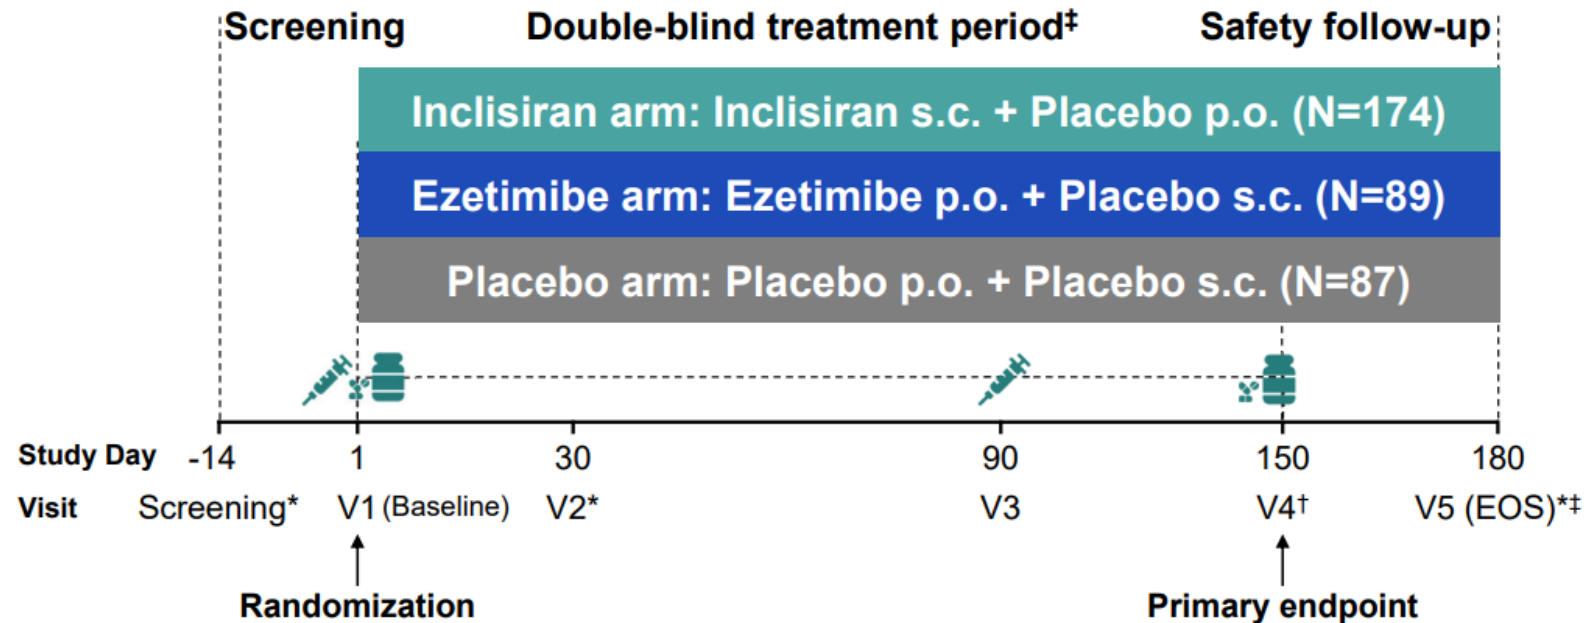 Screening Double-blind treatment period‡ Safety follow-up
Inclisiran arm: Inclisiran s.c. + Placebo p.o. (N=174)
Ezetimibe arm: Ezetimibe p.o. + Placebo s.c. (N=89)
Placebo arm: Placebo p.o. + Placebo s.c. (N=87)
Study Day -14 1 30 90 150 180
Visit Screening* V1 (Baseline) V2* V3 V4† V5 (EOS)*‡
Randomization Primary endpoint